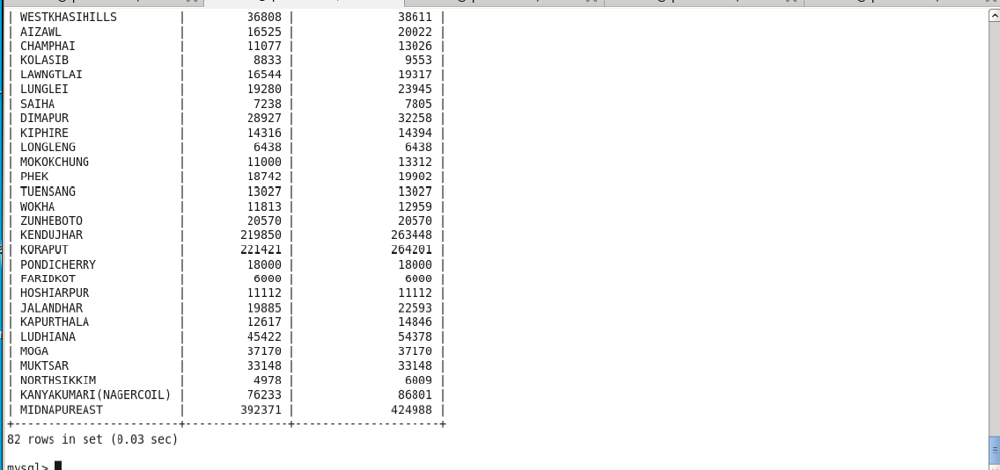 | WESTKHASIHILLS | 36808 | 38611 |
| AIZAWL | 16525 | 20022 |
| CHAMPHAI | 11077 | 13026 |
| KOLASIB | 8833 | 9553 |
| LAWNGTLAI | 16544 | 19317 |
| LUNGLEI | 19280 | 23945 |
| SAIHA | 7238 | 7805 |
| DIMAPUR | 28927 | 32258 |
| KIPHIRE | 14316 | 14394 |
| LONGLENG | 6438 | 6438 |
| MOKOKCHUNG | 11000 | 13312 |
| PHEK | 18742 | 19902 |
| TUENSANG | 13027 | 13027 |
| WOKHA | 11813 | 12959 |
| ZUNHEBOTO | 20570 | 20570 |
| KENDUJHAR | 219850 | 263448 |
| KORAPUT | 221421 | 264201 |
| PONDICHERRY | 18000 | 18000 |
| FARIDKOT | 6000 | 6000 |
| HOSHIARPUR | 11112 | 11112 |
| JALANDHAR | 19885 | 22593 |
| KAPURTHALA | 12617 | 14846 |
| LUDHIANA | 45422 | 54378 |
| MOGA | 37170 | 37170 |
| MUKTSAR | 33148 | 33148 |
| NORTHSIKKIM | 4978 | 6009 |
| KANYAKUMARI(NAGERCOIL) | 76233 | 86801 |
| MIDNAPUREAST | 392371 | 424988 |
+------------------------+---------------+----------------------+
82 rows in set (0.03 sec)
mysql>